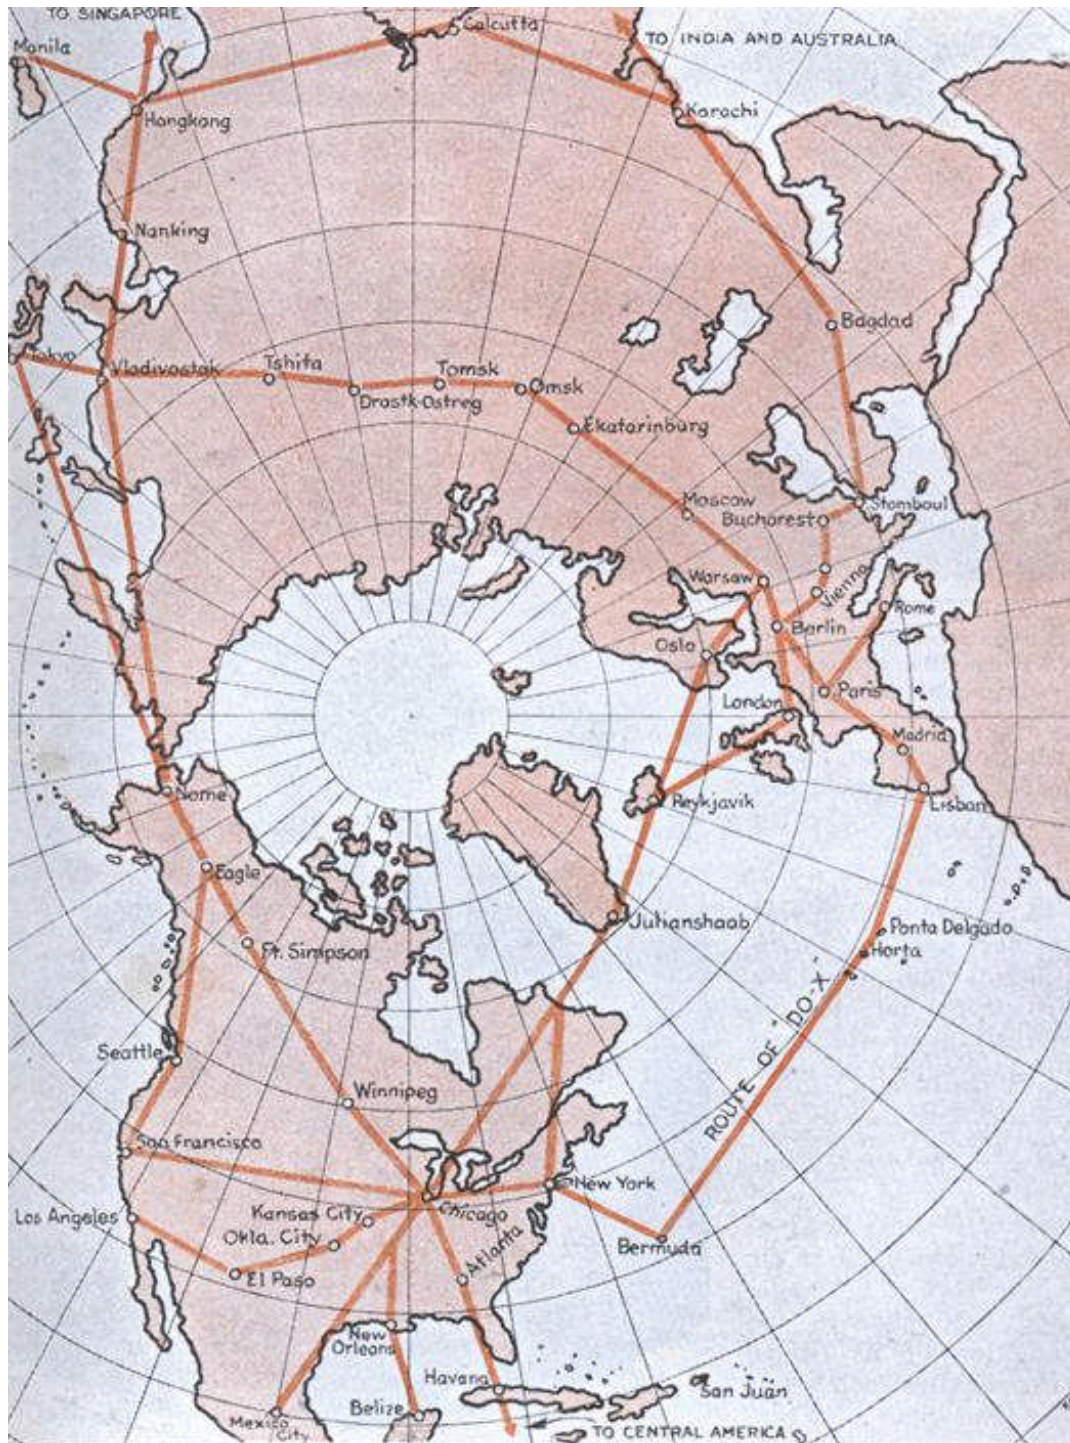 TO SINGAPORE
Calcutta
Manila
TO INDIA AND AUSTRALIA
Hongkong
Karachi
Nanking
Bagdad
Tokyo
Vladivostok
Tshita
Tomsk
Omsk
Drastk-Ostreg
Ekatarinburg
Moscow
Stamboul
Bucharest
Warsaw
Vienna
Rome
Berlin
Oslo
Paris
London
Madrid
Nome
Reykjavik
Lisbon
Eagle
Julianshaab
Ponta Delgado
Ft. Simpson
Horta
ROUTE OF "DO-X"
Seattle
Winnipeg
San Francisco
New York
Los Angeles
Kansas City
Chicago
Okla. City
Atlanta
Bermuda
El Paso
New
Orleans
Havana
San Juan
Mexico
City
Belize
TO CENTRAL AMERICA